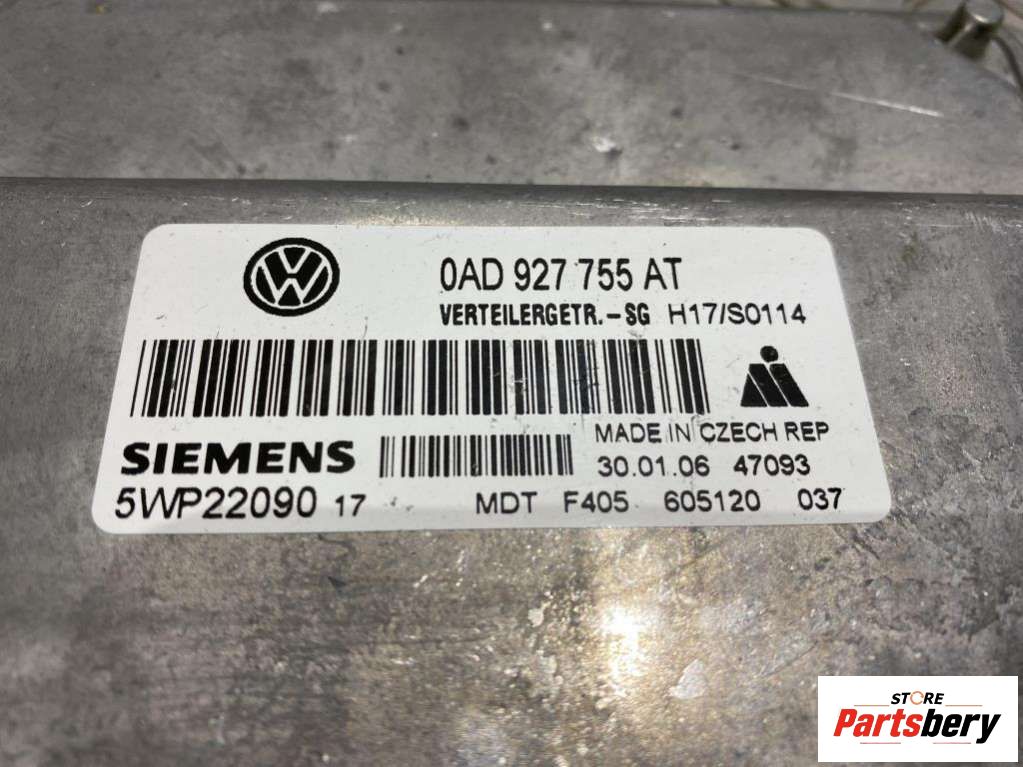 0AD 927 755 AT
VERTEILERGETR.-SG H17/S0114
MADE IN CZECH REP
SIEMENS 30.01.06 47093
5WP22090 17 MDT F405 605120 037
STORE
Partsbery